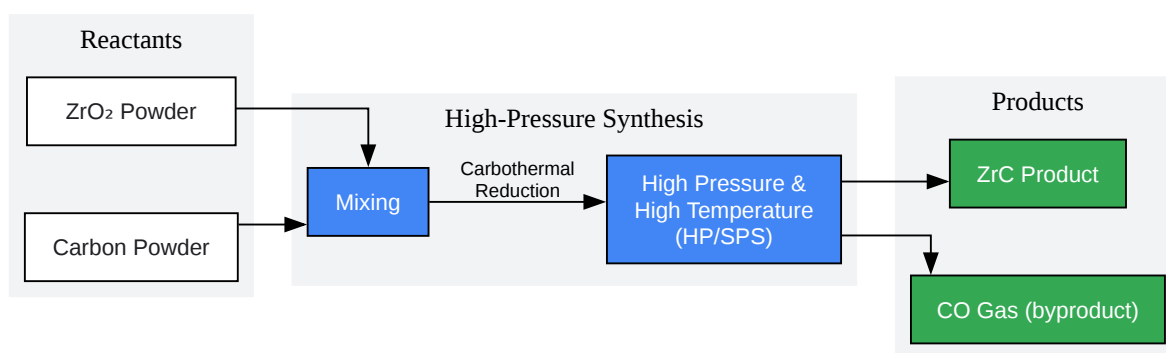 Reactants
ZrO₂ Powder
Carbon Powder
High-Pressure Synthesis
Mixing
Carbothermal
Reduction
High Pressure &
High Temperature
(HP/SPS)
Products
ZrC Product
CO Gas (byproduct)